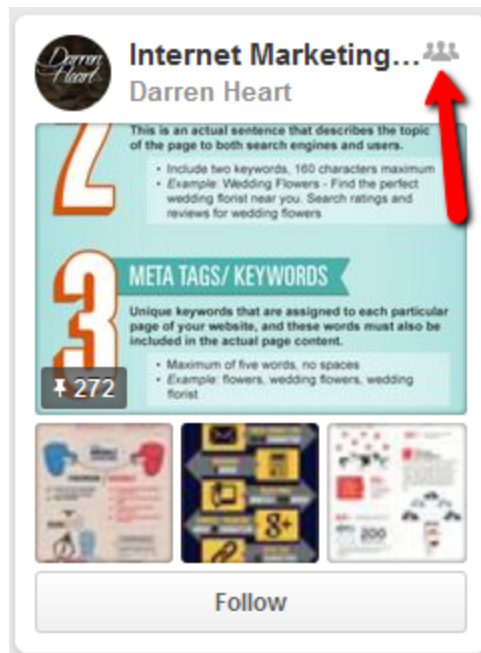 Darren
Heart
Internet Marketing...
Darren Heart
2
This is an actual sentence that describes the topic
of the page to both search engines and users.
• Include two keywords, 160 characters maximum
• Example: Wedding Flowers - Find the perfect
wedding florist near you. Search ratings and
reviews for wedding flowers
3
META TAGS/ KEYWORDS
Unique keywords that are assigned to each particular
page of your website, and these words must also be
included in the actual page content.
• Maximum of five words, no spaces
• Example: flowers, wedding flowers, wedding
florist
272
8+
200
Follow